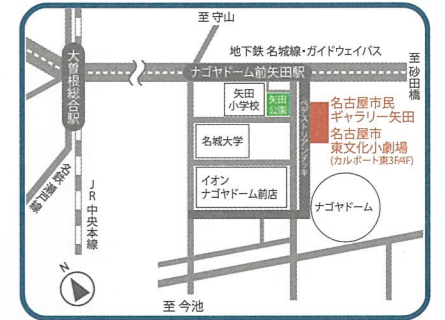 至 守山
地下鉄 名城線・ガイドウェイバス
大曽根総合駅
ナゴヤドーム前矢田駅
至 砂田橋
矢田
小学校
矢田
公園
ペデストリアンデッキ
名古屋市民
ギャラリー矢田
名古屋市
東文化小劇場
(カルポート東3F/4F)
名城大学
イオン
ナゴヤドーム前店
ナゴヤドーム
名鉄瀬戸線
JR中央本線
N
至 今池